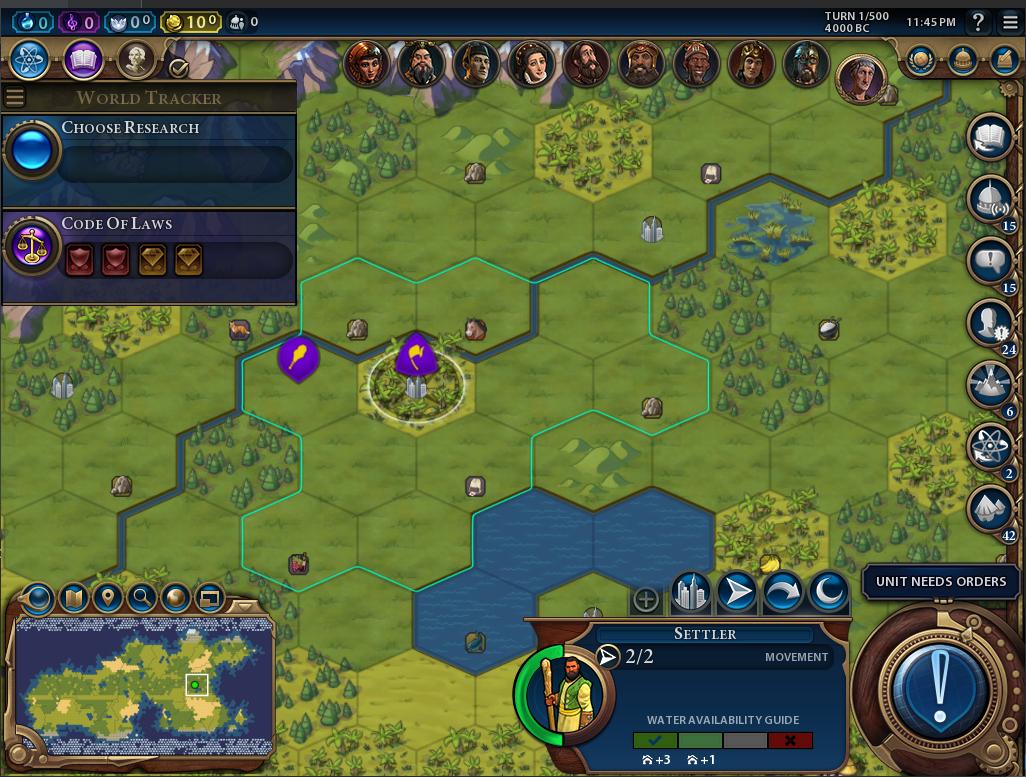 0 0 0 0 10 0 0
TURN 1/500
4000 BC
11:45 PM ?
WORLD TRACKER
CHOOSE RESEARCH
CODE OF LAWS
15
15
24
6
2
42
UNIT NEEDS ORDERS
SETTLER
2/2 MOVEMENT
WATER AVAILABILITY GUIDE
+3 +1